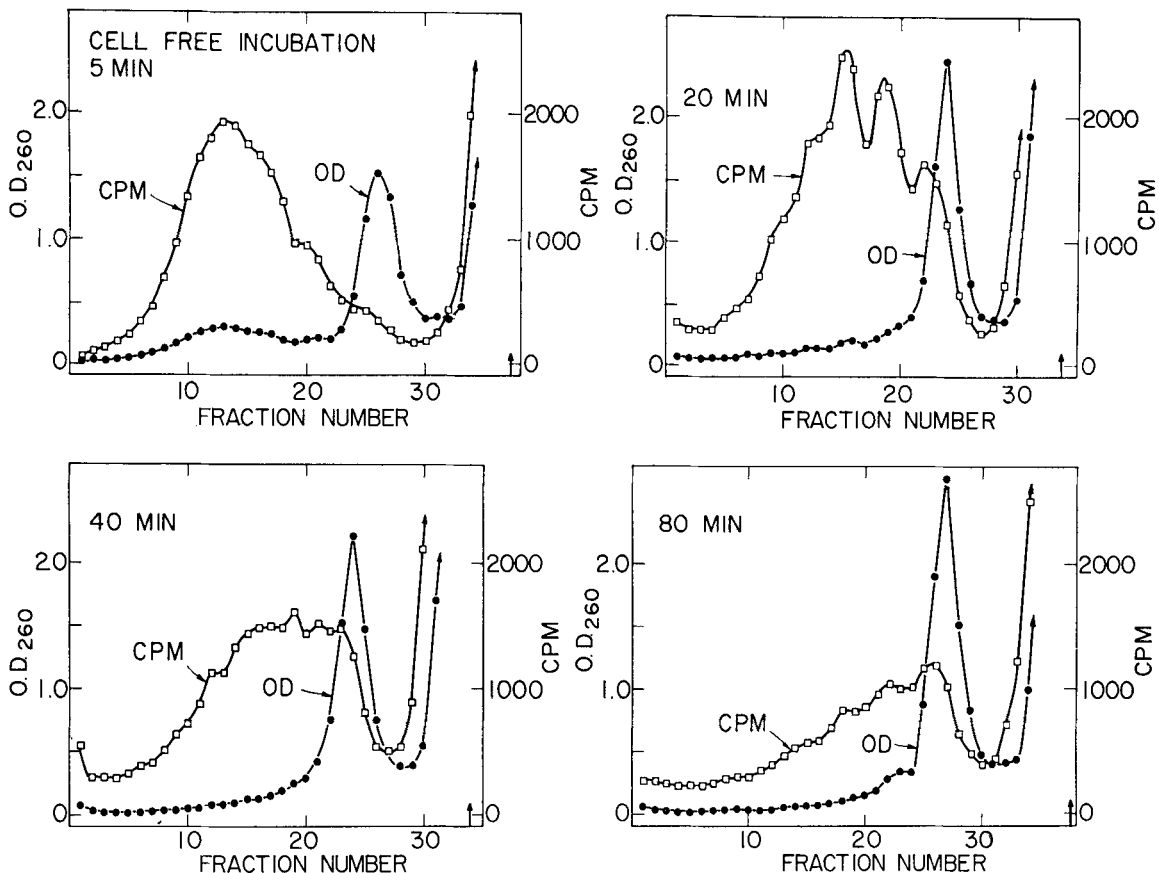 CELL FREE INCUBATION
5 MIN
O.D.260
2.0
1.0
0
CPM
OD
2000
1000
0
CPM
10
20
30
FRACTION NUMBER
20 MIN
O.D.260
2.0
1.0
0
CPM
OD
2000
1000
0
CPM
10
20
30
FRACTION NUMBER
40 MIN
O.D.260
2.0
1.0
0
CPM
OD
2000
1000
0
CPM
10
20
30
FRACTION NUMBER
80 MIN
O.D.260
2.0
1.0
0
CPM
OD
2000
1000
0
CPM
10
20
30
FRACTION NUMBER